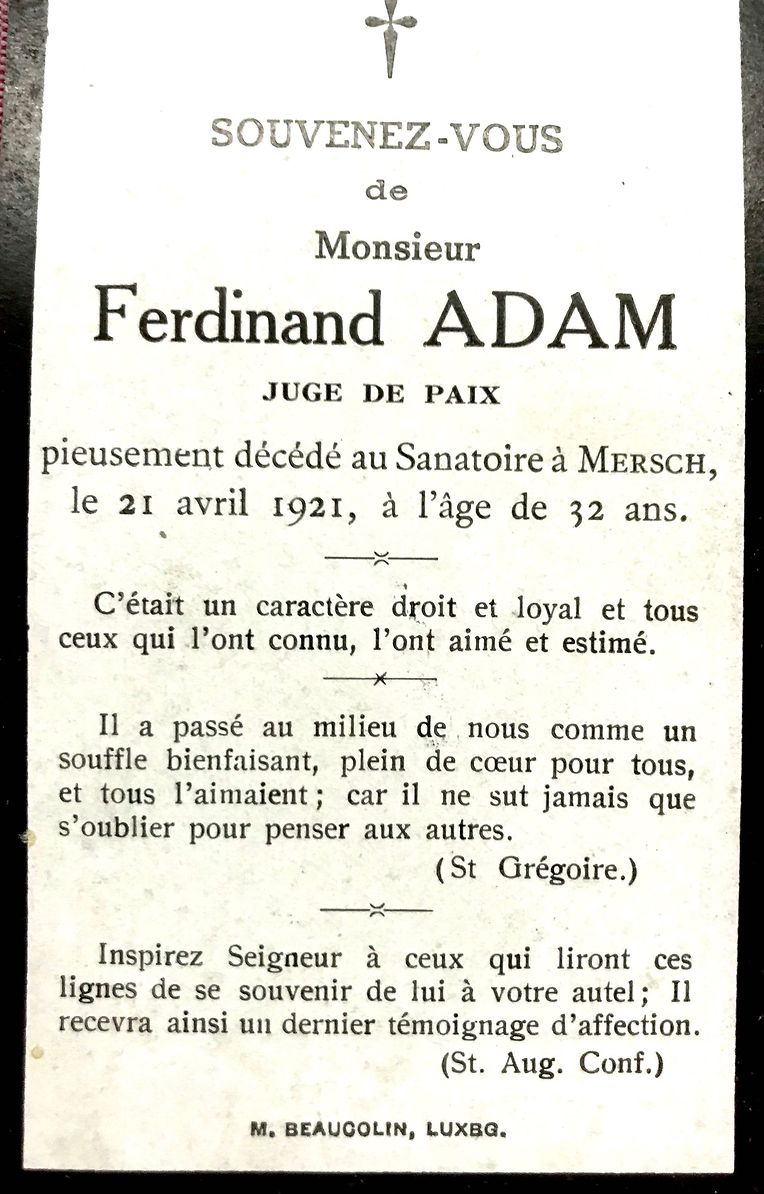 SOUVENEZ-VOUS
de
Monsieur
Ferdinand ADAM
JUGE DE PAIX
pieusement décédé au Sanatoire à MERSCH,
le 21 avril 1921, à l'âge de 32 ans.
C'était un caractère droit et loyal et tous
ceux qui l'ont connu, l'ont aimé et estimé.
Il a passé au milieu de nous comme un
souffle bienfaisant, plein de cœur pour tous,
et tous l'aimaient; car il ne sut jamais que
s'oublier pour penser aux autres.
(St Grégoire.)
Inspirez Seigneur à ceux qui liront ces
lignes de se souvenir de lui à votre autel; Il
recevra ainsi un dernier témoignage d'affection.
(St. Aug. Conf.)
M. BEAUCOLIN, LUXBG.